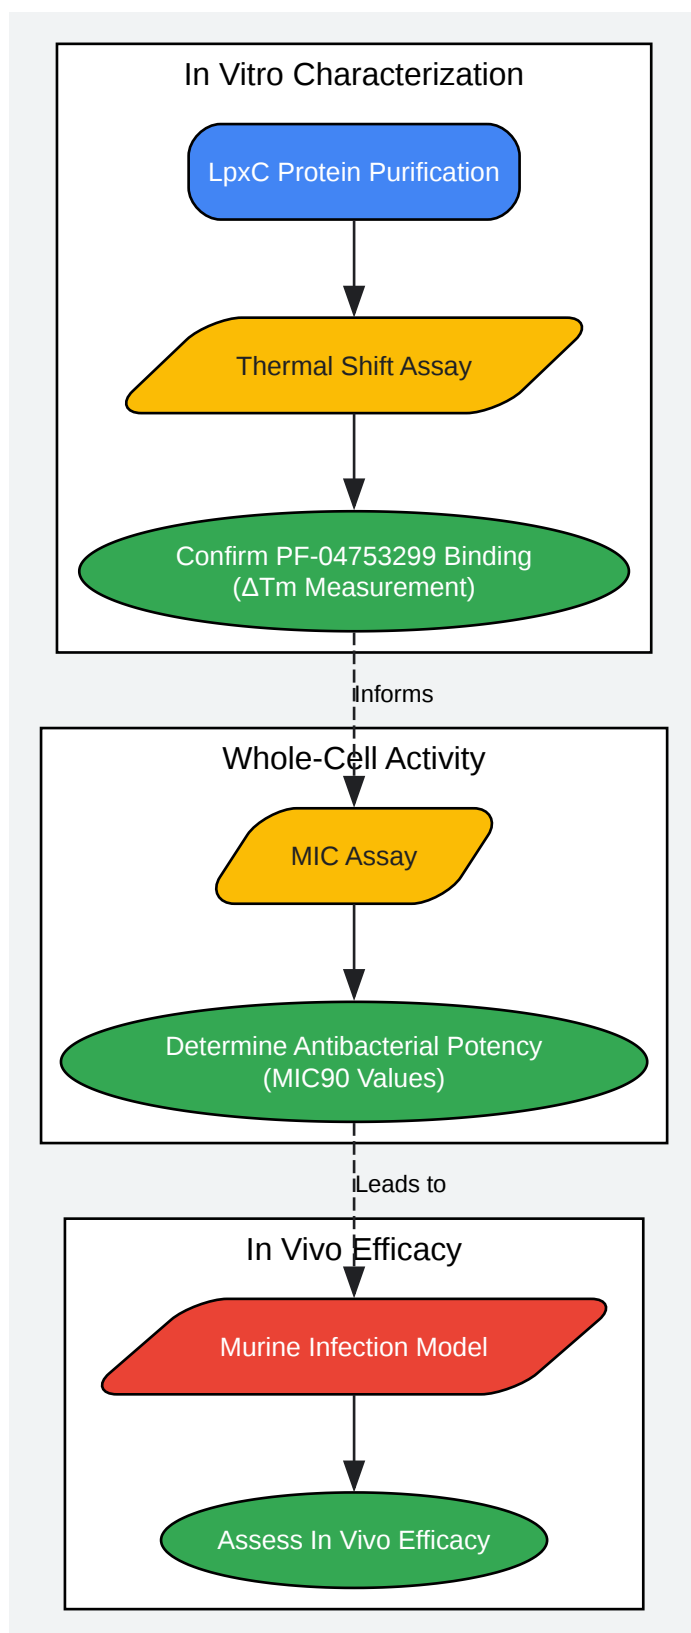 In Vitro Characterization
LpxC Protein Purification
Thermal Shift Assay
Confirm PF-04753299 Binding
(ΔTm Measurement)
Informs
Whole-Cell Activity
MIC Assay
Determine Antibacterial Potency
(MIC90 Values)
Leads to
In Vivo Efficacy
Murine Infection Model
Assess In Vivo Efficacy